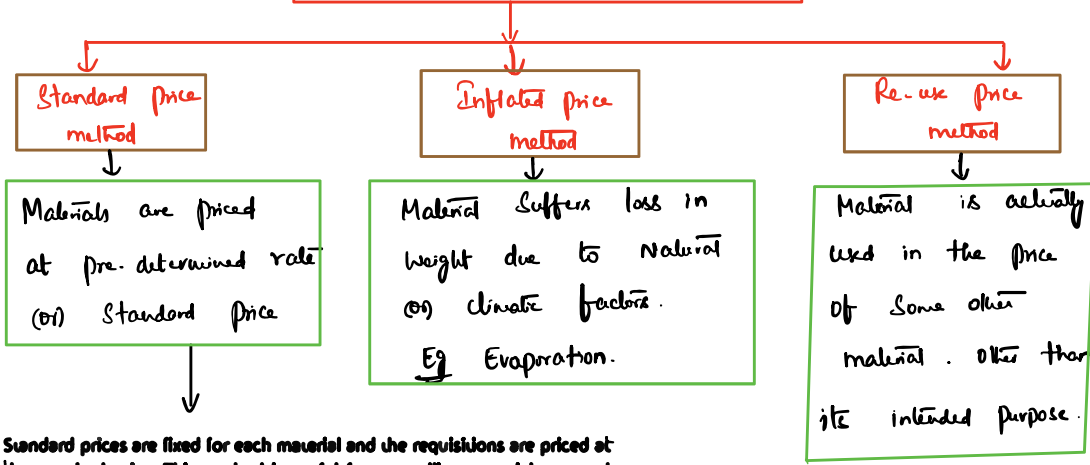 Standard price
method
Inflated price
method
Re-use price
method
Materials are priced
at pre-determined rate
(or) Standard Price
Material Suffers loss in
weight due to Natural
(or) climatic factors.
Eg Evaporation.
Material is actually
used in the price
of Some other
material. Other than
its intended purpose.
Standard prices are fixed for each material and the requisitions are priced at